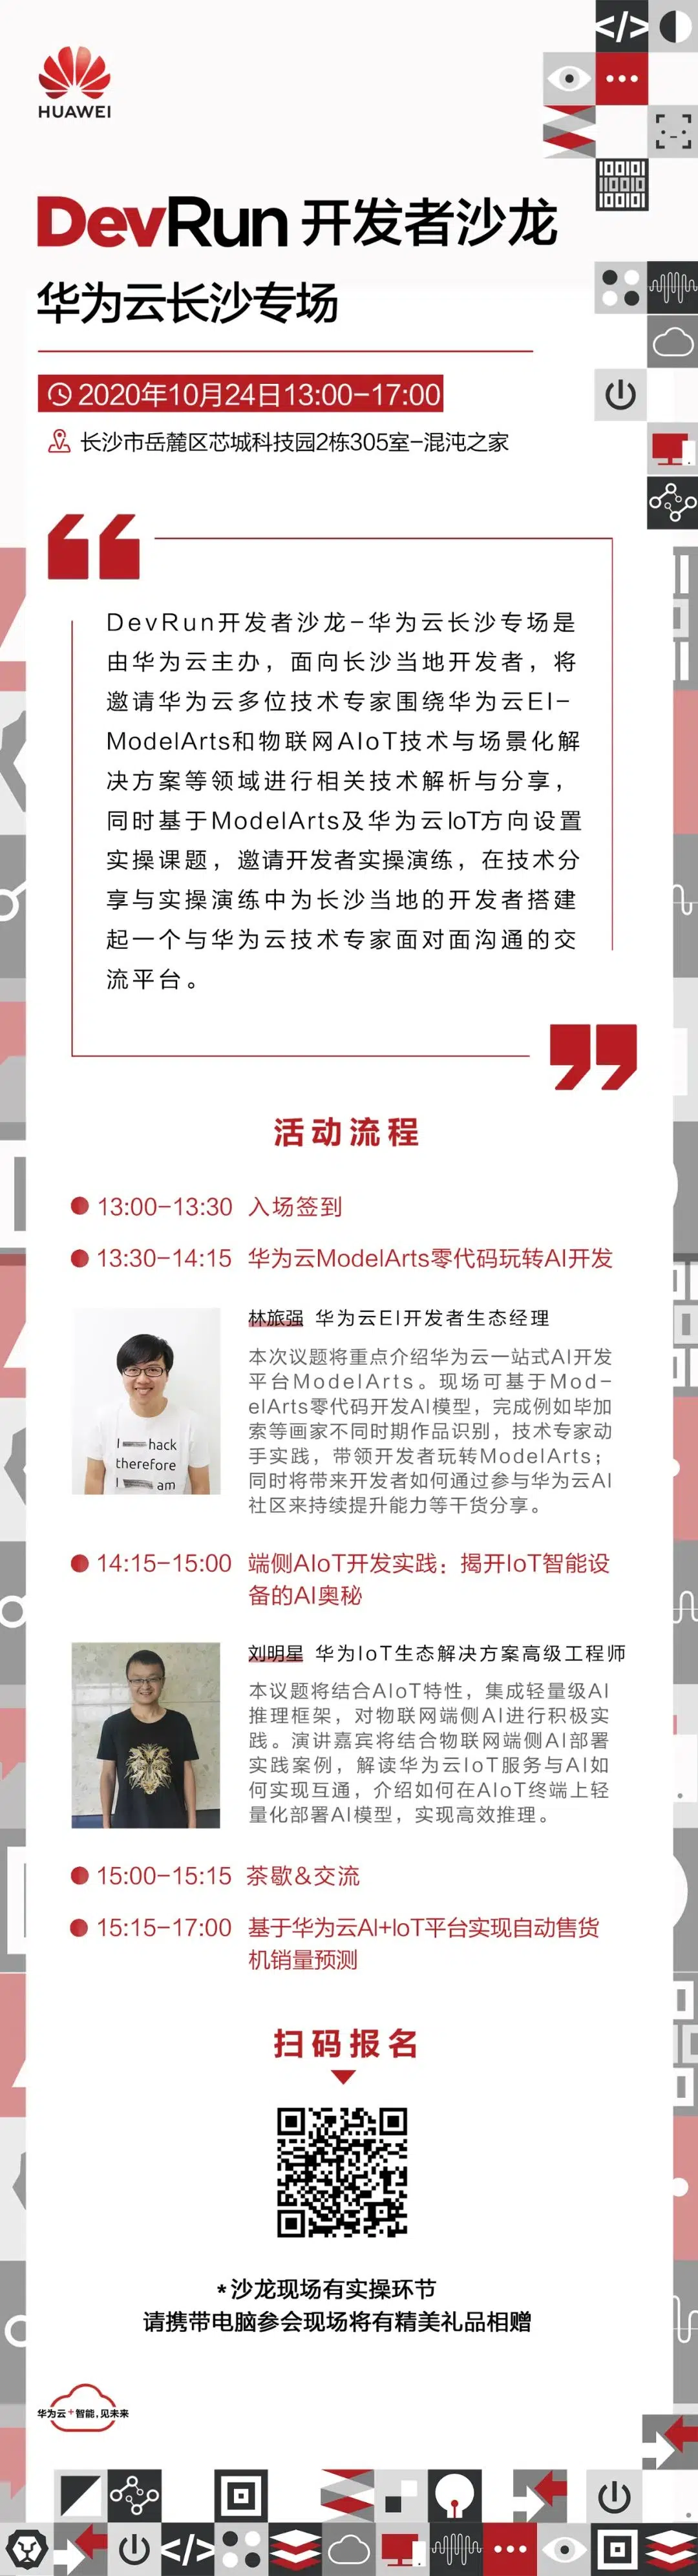 HUAWEI
DevRun 开发者沙龙
华为云长沙专场
2020年10月24日13:00-17:00
长沙市岳麓区芯城科技园2栋305室-混沌之家
DevRun开发者沙龙-华为云长沙专场是
由华为云主办，面向长沙当地开发者，将
邀请华为云多位技术专家围绕华为云EI-
ModelArts和物联网AIoT技术与场景化解
决方案等领域进行相关技术解析与分享，
同时基于ModelArts及华为云IoT方向设置
实操课题，邀请开发者实操演练，在技术分
享与实操演练中为长沙当地的开发者搭建
起一个与华为云技术专家面对面沟通的交
流平台。
活动流程
13:00-13:30 入场签到
13:30-14:15 华为云ModelArts零代码玩转AI开发
林旅强 华为云EI开发者生态经理
本次议题将重点介绍华为云一站式AI开发
平台ModelArts。现场可基于Mod-
elArts零代码开发AI模型，完成例如毕加
索等画家不同时期作品识别，技术专家动
手实践，带领开发者玩转ModelArts；
同时将带来开发者如何通过参与华为云AI
社区来持续提升能力等干货分享。
I hack
therefore
I am
14:15-15:00 端侧AIoT开发实践：揭开IoT智能设
备的AI奥秘
刘明星 华为IoT生态解决方案高级工程师
本议题将结合AIoT特性，集成轻量级AI
推理框架，对物联网端侧AI进行积极实
践。演讲嘉宾将结合物联网端侧AI部署
实践案例，解读华为云IoT服务与AI如
何实现互通，介绍如何在AIoT终端上轻
量化部署AI模型，实现高效推理。
15:00-15:15 茶歇&交流
15:15-17:00 基于华为云AI+IoT平台实现自动售货
机销量预测
扫码报名
*沙龙现场有实操环节
请携带电脑参会现场将有精美礼品相赠
华为云+智能,见未来